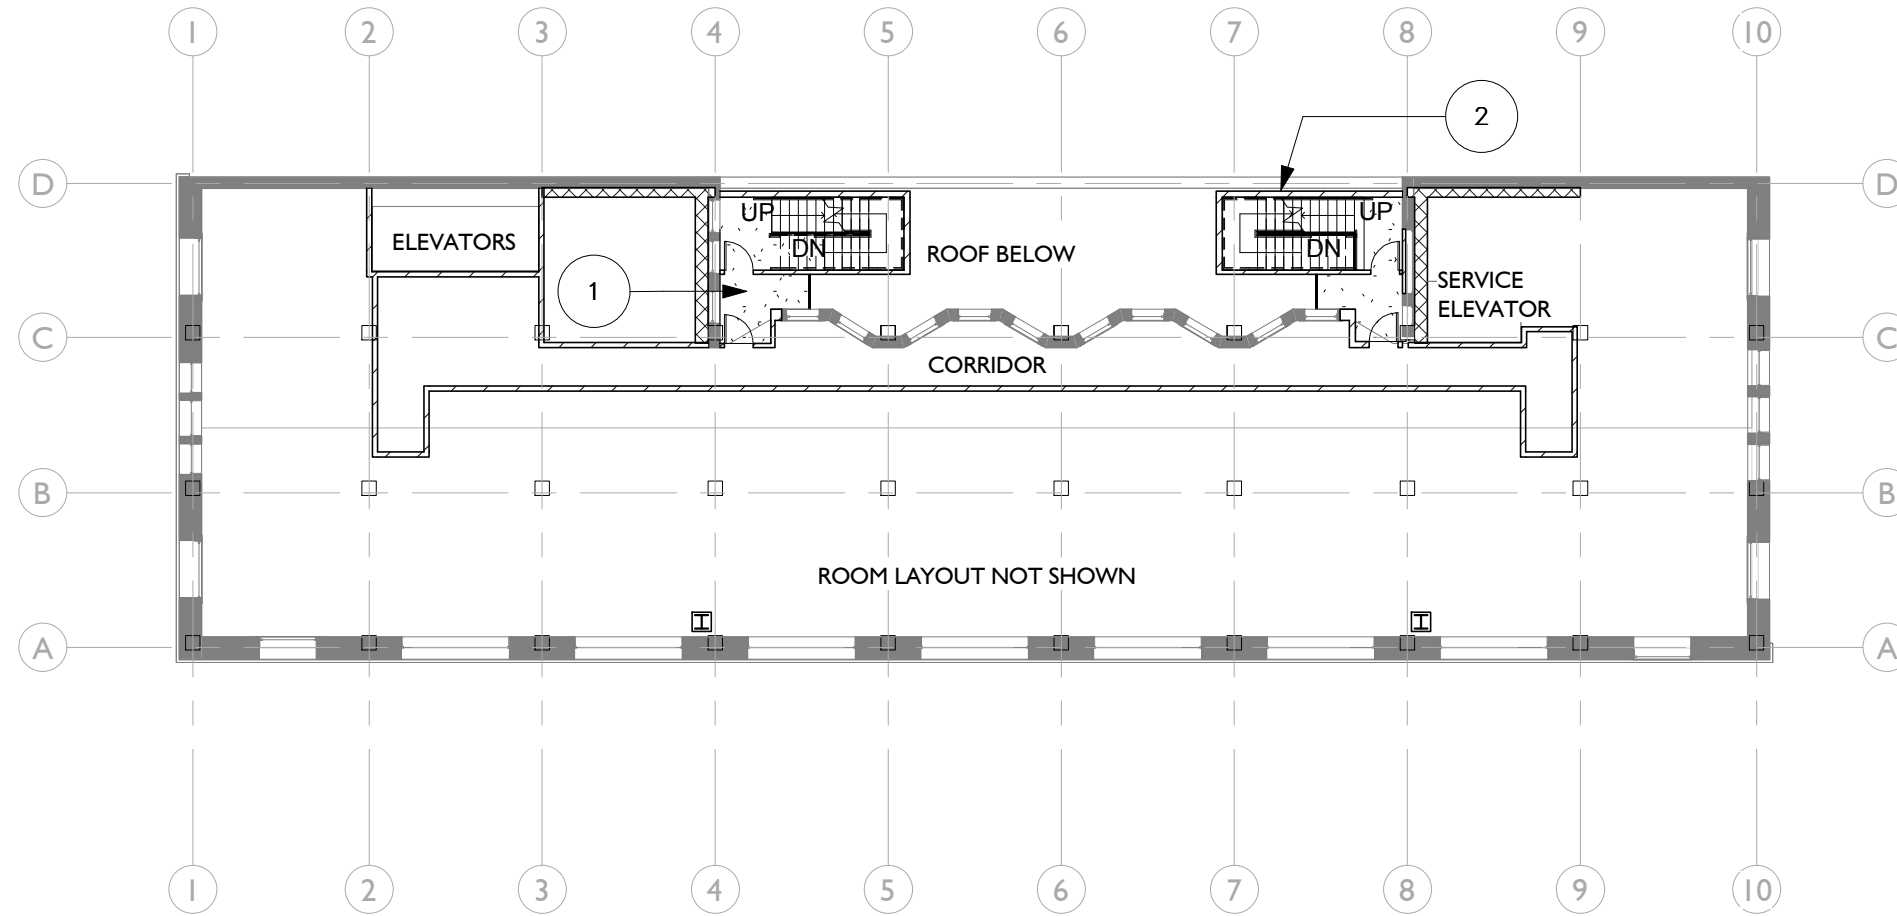 1 2 3 4 5 6 7 8 9 10
2
D D
UP UP
ELEVATORS DN ROOF BELOW DN
1 SERVICE
ELEVATOR
C C
CORRIDOR
B B
ROOM LAYOUT NOT SHOWN
A A
1 2 3 4 5 6 7 8 9 10